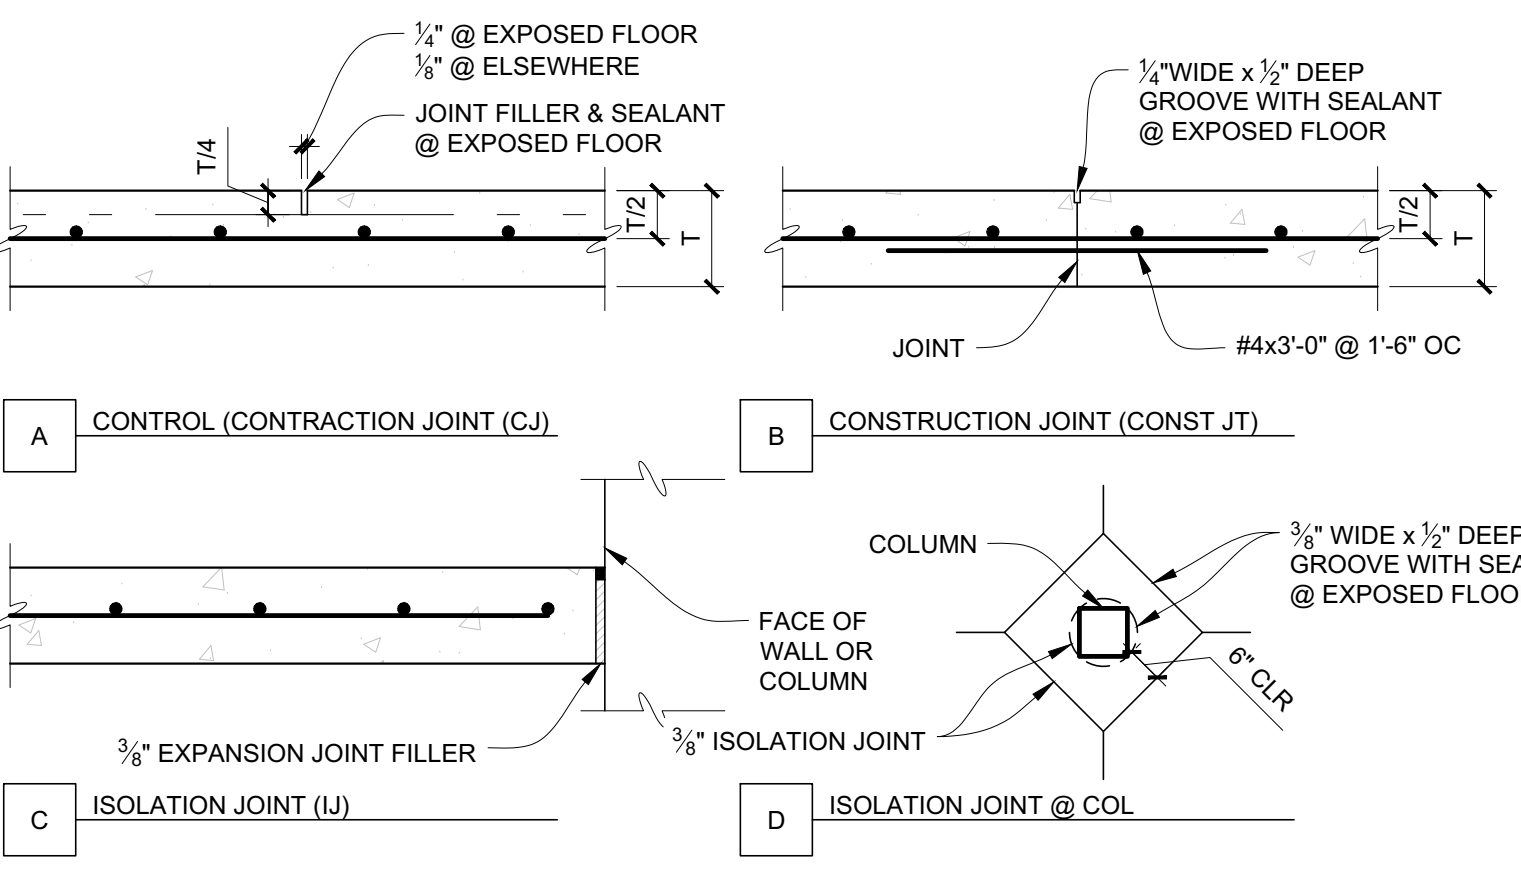 ¼" @ EXPOSED FLOOR
⅛" @ ELSEWHERE
JOINT FILLER & SEALANT
@ EXPOSED FLOOR
T/4
T/2
T
A
CONTROL (CONTRACTION JOINT (CJ)
¼"WIDE x ½" DEEP
GROOVE WITH SEALANT
@ EXPOSED FLOOR
T/2
T
JOINT
#4x3'-0" @ 1'-6" OC
B
CONSTRUCTION JOINT (CONST JT)
FACE OF
WALL OR
COLUMN
⅜" EXPANSION JOINT FILLER
C
ISOLATION JOINT (IJ)
COLUMN
⅜" WIDE x ½" DEEP
GROOVE WITH
@ EXPOSED
6" CLR
⅜" ISOLATION JOINT
D
ISOLATION JOINT @ COL